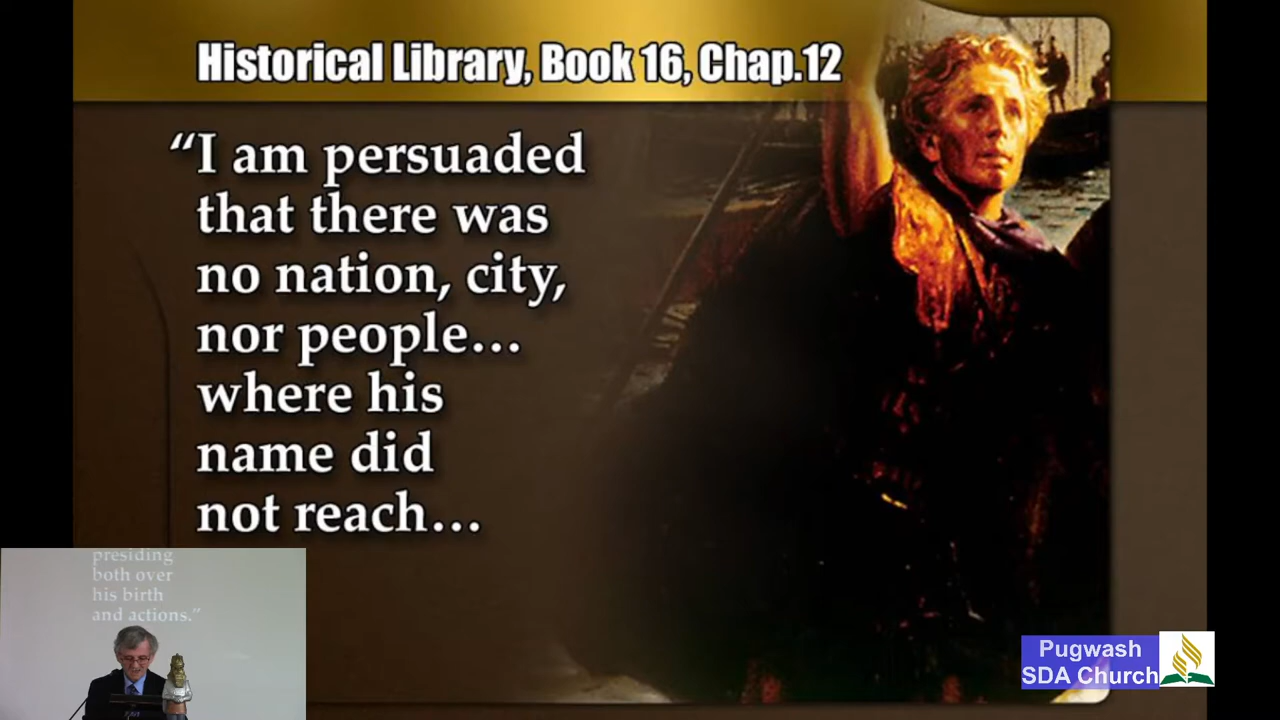 Historical Library, Book 16, Chap.12
“I am persuaded
that there was
no nation, city,
nor people...
where his
name did
not reach...
presiding
both over
his birth
and actions.”
Pugwash
SDA Church